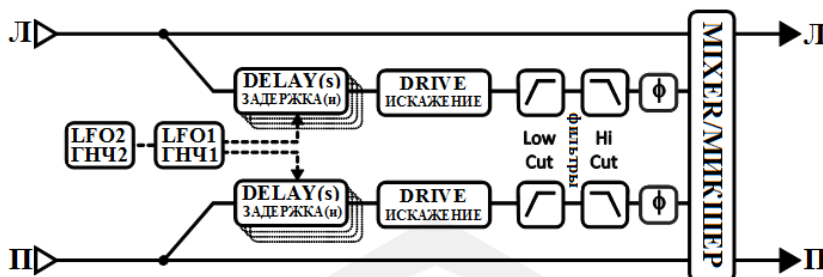 Л
Л
DELAY(s)
ЗАДЕРЖКА(и)
DRIVE
ИСКАЖЕНИЕ
ϕ
LFO2
ГНЧ2
LFO1
ГНЧ1
Low
Cut
фильтры
Hi
Cut
DELAY(s)
ЗАДЕРЖКА(и)
DRIVE
ИСКАЖЕНИЕ
ϕ
MIXER/МИКШЕР
П
П